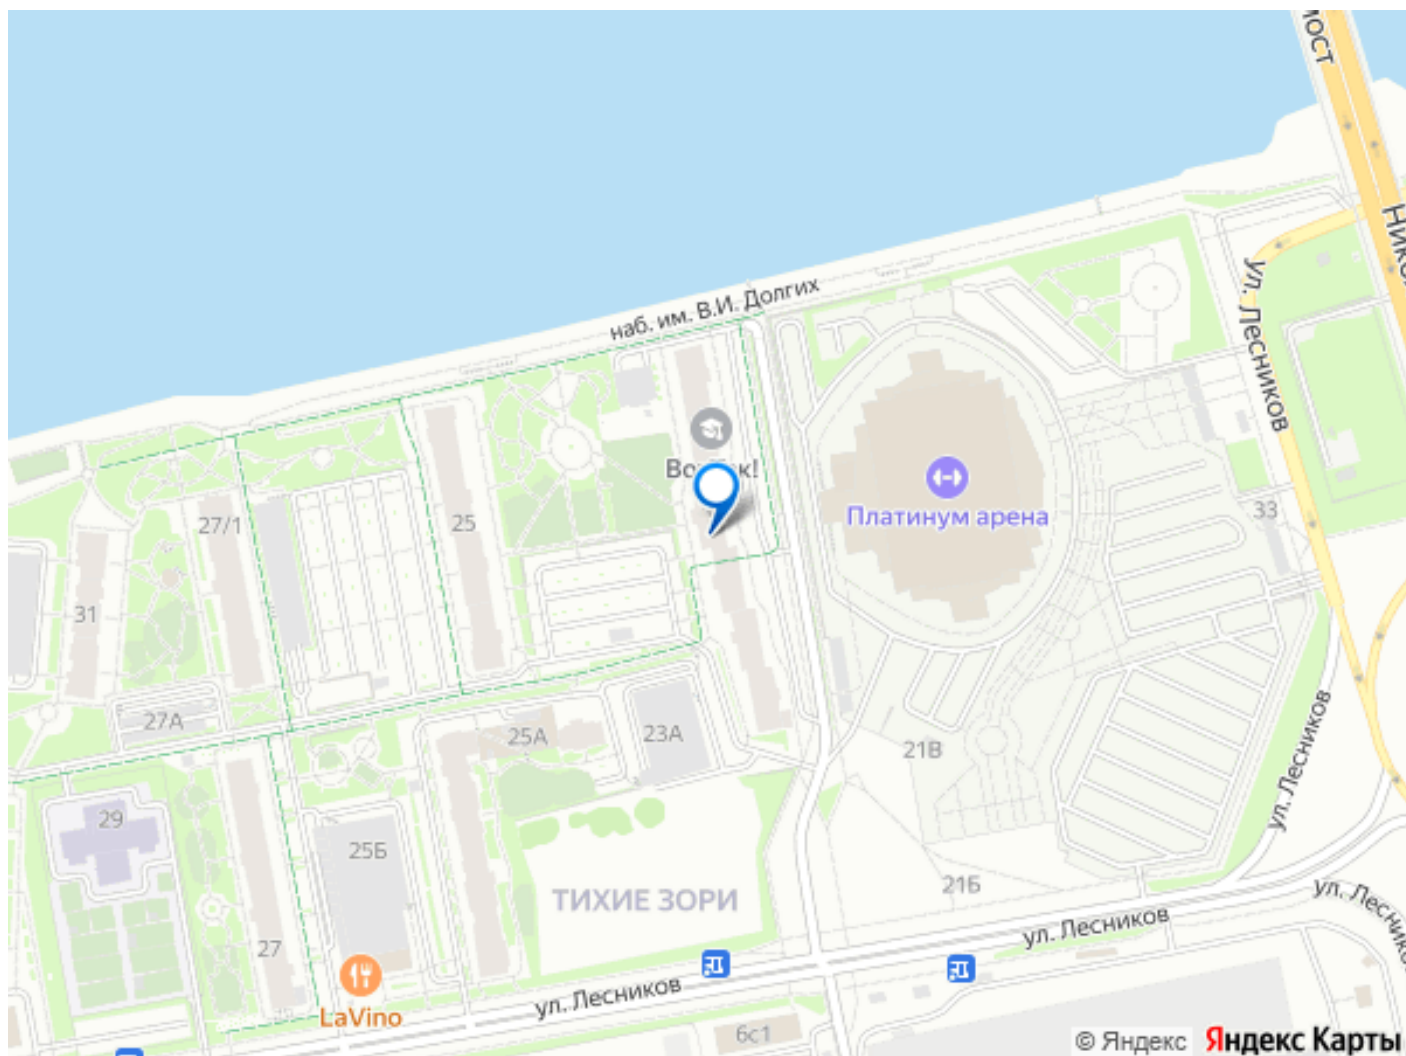 мост
Нико
ул. Лесников
наб. им. В.И. Долгих
27/1
25
31
Платинум арена
33
27А
25А
23А
21В
ул. Лесников
29
25Б
ТИХИЕ ЗОРИ
21Б
ул. Лесников
ул. Лесников
27
LaVino
ул. Лесников
6с1
© Яндекс
Яндекс Карты